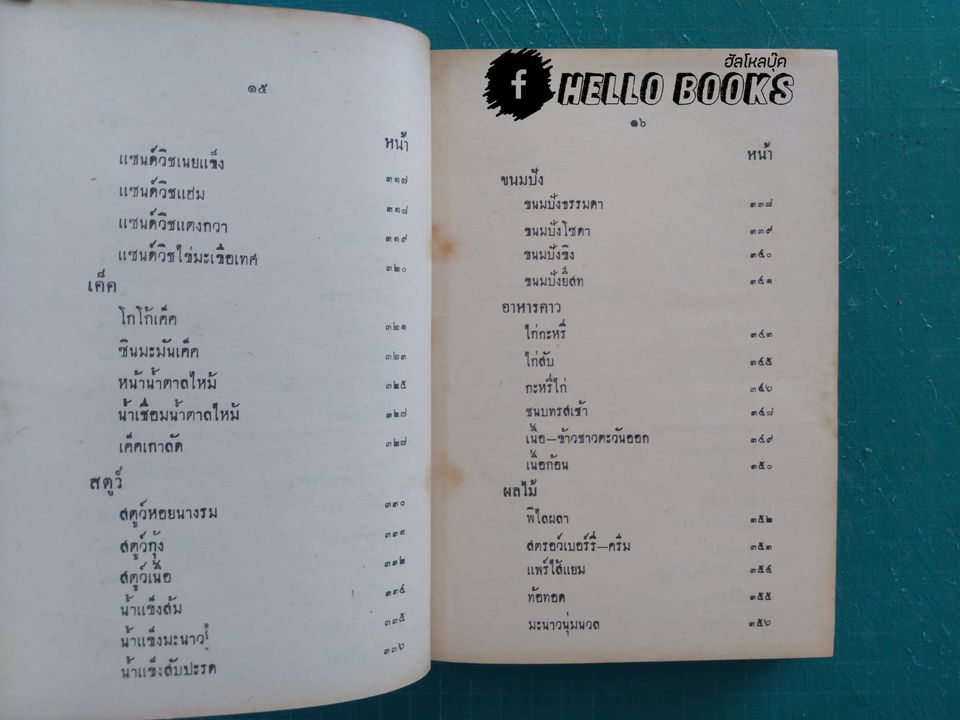 ๑๕
หน้า
แซนด์วิชเนยแข็ง ๓๑๗
แซนด์วิชแฮ่ม ๓๑๘
แซนด์วิชแตงกวา ๓๑๙
แซนด์วิชไข่มะเขือเทศ ๓๒๐
เค็ค
โกโก้เค็ค ๓๒๑
ซินมะมันเค็ค ๓๒๓
หน้าน้ำตาลไหม้ ๓๒๕
น้ำเชื่อมน้ำตาลไหม้ ๓๒๗
เค็คเกาลัด ๓๒๗
สตูว์
สตูว์หอยนางรม ๓๓๐
สตูว์กุ้ง ๓๓๑
สตูว์เนื้อ ๓๓๒
น้ำแข็งส้ม ๓๓๔
น้ำแข็งมะนาว ๓๓๕
น้ำแข็งสับปะรด ๓๓๖
ฮัลโหลบุ๊ค
f HELLO BOOKS
๑๖
หน้า
ขนมปัง
ขนมปังธรรมดา ๓๓๘
ขนมปังโซดา ๓๓๙
ขนมปังขิง ๓๔๐
ขนมปังยี่สท ๓๔๑
อาหารคาว
ไก่กะหรี่ ๓๔๓
ไก่สับ ๓๔๕
กะหรี่ไก่ ๓๔๖
ชนบทรสเช้า ๓๔๘
เนื้อ—ข้าวชาวตะวันออก ๓๔๙
เนื้อก้อน ๓๕๐
ผลไม้
พิไลผลา ๓๕๒
สตรอว์เบอร์รี่—ครีม ๓๕๓
แพร์ไส้แยม ๓๕๔
ท้อทอด ๓๕๕
มะนาวนุ่มนวล ๓๕๖